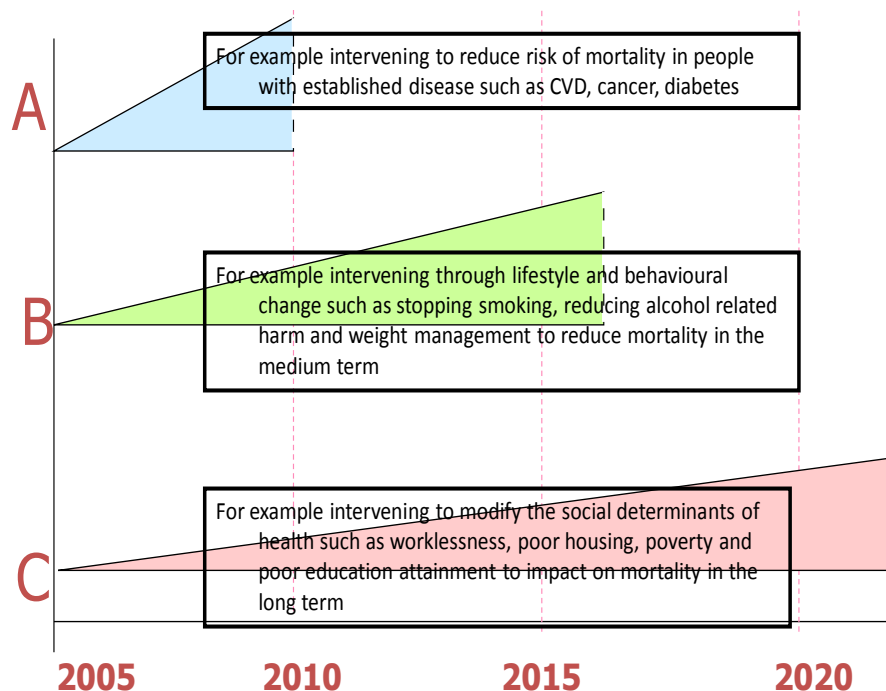 For example intervening to reduce risk of mortality in people
with established disease such as CVD, cancer, diabetes
A
For example intervening through lifestyle and behavioural
change such as stopping smoking, reducing alcohol related
harm and weight management to reduce mortality in the
medium term
B
For example intervening to modify the social determinants of
health such as worklessness, poor housing, poverty and
poor education attainment to impact on mortality in the
long term
C
2005 2010 2015 2020